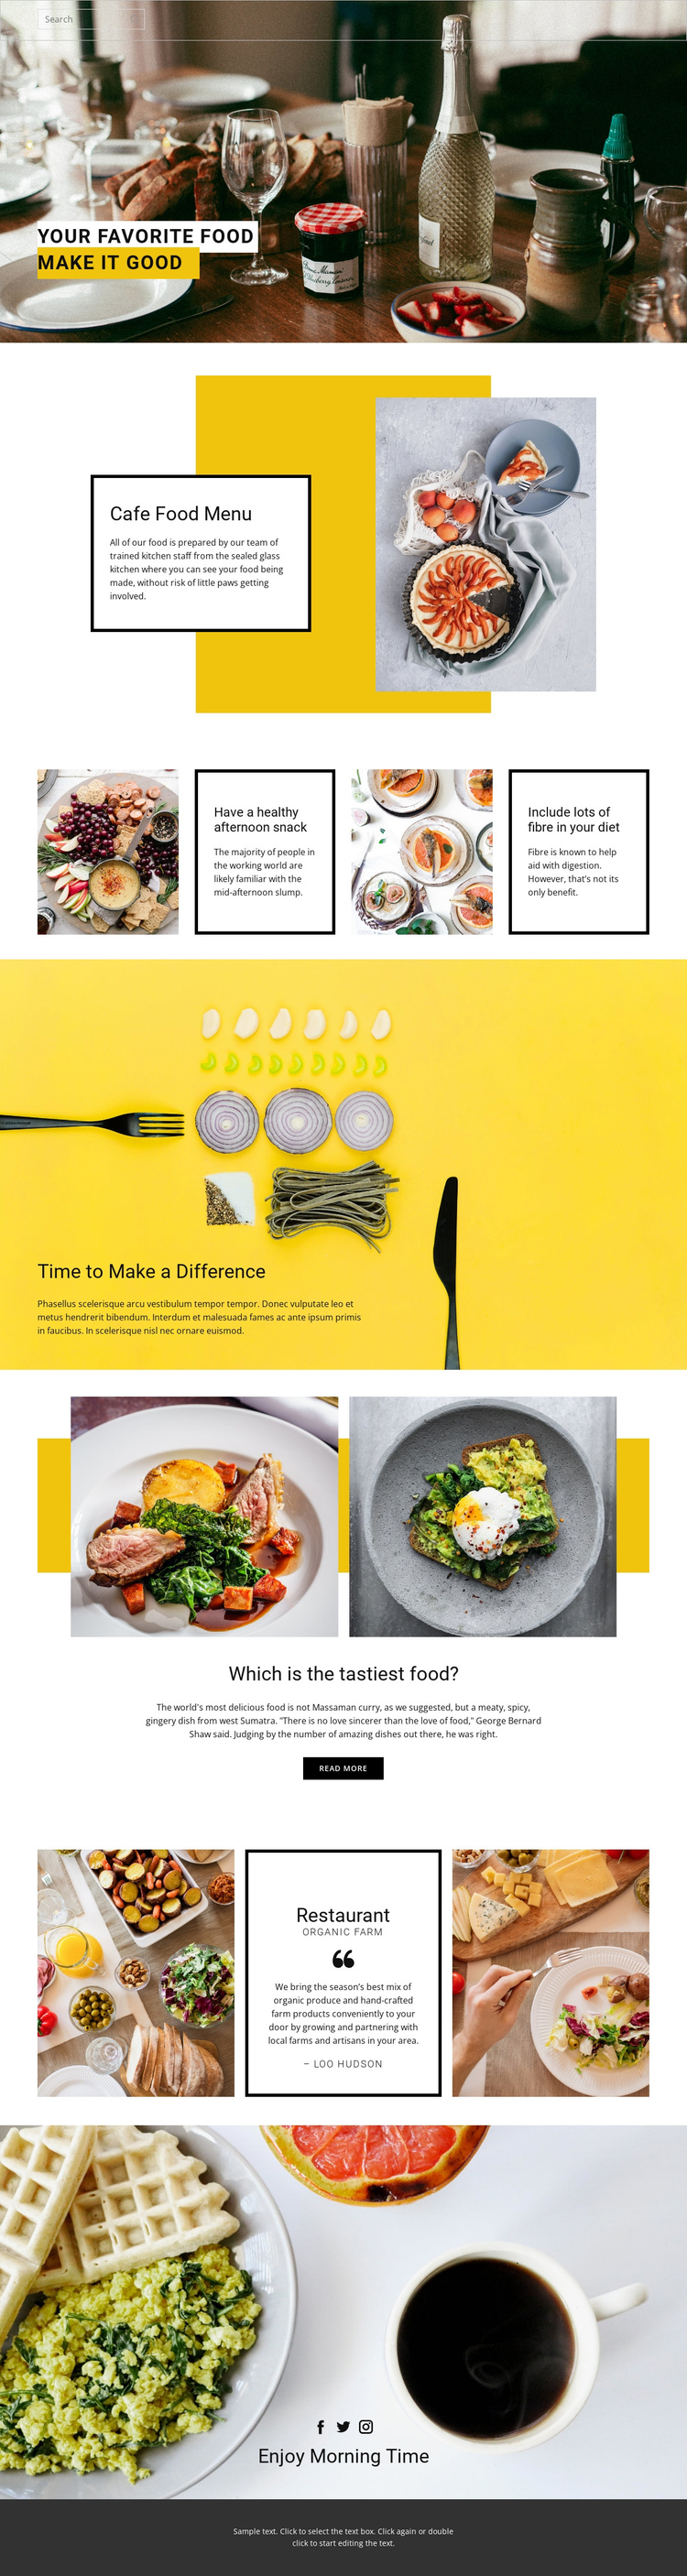 Search
YOUR FAVORITE FOOD
MAKE IT GOOD
Bonne Maman
Cafe Food Menu
All of our food is prepared by our team of
trained kitchen staff from the sealed glass
kitchen where you can see your food being
made, without risk of little paws getting
involved.
Have a healthy
afternoon snack
The majority of people in
the working world are
likely familiar with the
mid-afternoon slump.
Include lots of
fibre in your diet
Fibre is known to help
aid with digestion.
However, that's not its
only benefit.
Time to Make a Difference
Phasellus scelerisque arcu vestibulum tempor tempor. Donec vulputate leo et
metus hendrerit bibendum. Interdum et malesuada fames ac ante ipsum primis
in faucibus. In scelerisque nisl nec ornare euismod.
Which is the tastiest food?
The world's most delicious food is not Massaman curry, as we suggested, but a meaty, spicy,
gingery dish from west Sumatra. "There is no love sincerer than the love of food," George Bernard
Shaw said. Judging by the number of amazing dishes out there, he was right.
READ MORE
Restaurant
ORGANIC FARM
We bring the season's best mix of
organic produce and hand-crafted
farm products conveniently to your
door by growing and partnering with
local farms and artisans in your area.
– LOO HUDSON
Enjoy Morning Time
Sample text. Click to select the text box. Click again or double
click to start editing the text.